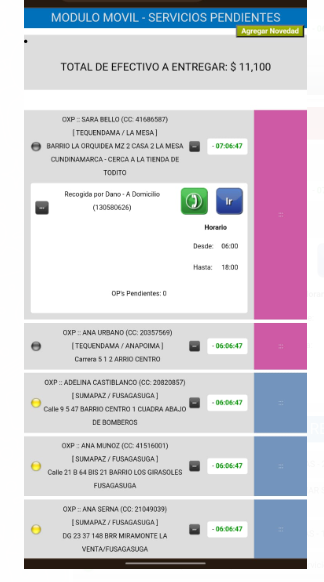 MODULO MOVIL - SERVICIOS PENDIENTES
Agregar Novedad
TOTAL DE EFECTIVO A ENTREGAR: $ 11,100
OXP :: SARA BELLO (CC: 41686587)
[ TEQUENDAMA / LA MESA ]
BARRIO LA ORQUIDEA MZ 2 CASA 2 LA MESA
CUNDINAMARCA - CERCA A LA TIENDA DE
TODITO
- 07:06:47
Recogida por Dano - A Domicilio
(130580626)
Ir
Horario
Desde: 06:00
Hasta: 18:00
OP's Pendientes: 0
OXP :: ANA URBANO (CC: 20357569)
[ TEQUENDAMA / ANAPOIMA ]
Carrera 5 1 2 ARRIO CENTRO
- 06:06:47
OXP :: ADELINA CASTIBLANCO (CC: 20820857)
[ SUMAPAZ / FUSAGASUGA ]
Calle 9 5 47 BARRIO CENTRO 1 CUADRA ABAJO
DE BOMBEROS
- 06:06:47
OXP :: ANA MUNOZ (CC: 41516001)
[ SUMAPAZ / FUSAGASUGA ]
Calle 21 B 64 BIS 21 BARRIO LOS GIRASOLES
FUSAGASUGA
- 06:06:47
OXP :: ANA SERNA (CC: 21049039)
[ SUMAPAZ / FUSAGASUGA ]
DG 23 37 148 BRR MIRAMONTE LA
VENTA/FUSAGASUGA
- 06:06:47